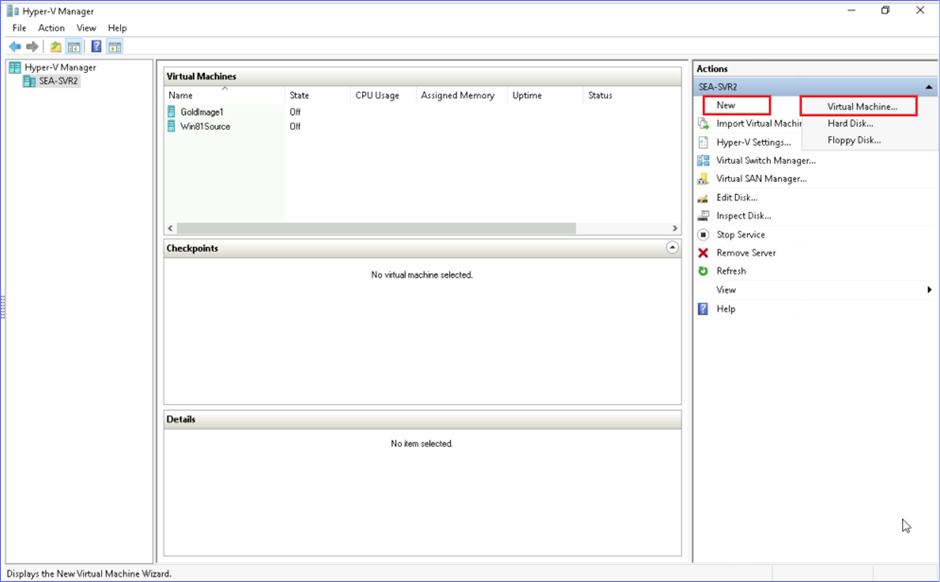 Hyper-V Manager
File Action View Help
Hyper-V Manager
SEA-SVR2
Virtual Machines
Name State CPU Usage Assigned Memory Uptime Status
GoldImage1 Off
Win81Source Off
Checkpoints
No virtual machine selected.
Details
No item selected.
Actions
SEA-SVR2
New
Virtual Machine...
Hard Disk...
Floppy Disk...
Import Virtual Machin
Hyper-V Settings...
Virtual Switch Manager...
Virtual SAN Manager...
Edit Disk...
Inspect Disk...
Stop Service
Remove Server
Refresh
View
Help
Displays the New Virtual Machine Wizard.